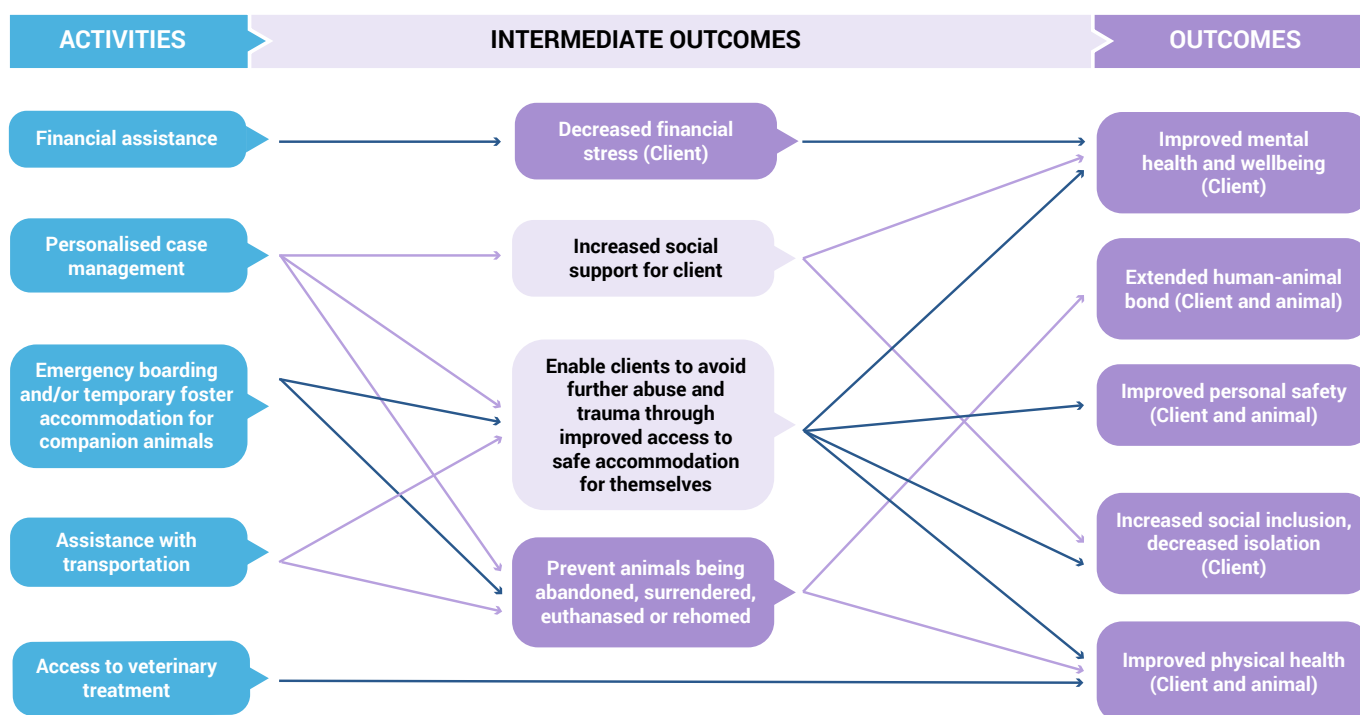 ACTIVITIES
INTERMEDIATE OUTCOMES
OUTCOMES
Financial assistance
Decreased financial
stress (Client)
Improved mental
health and wellbeing
(Client)
Personalised case
management
Increased social
support for client
Extended human-animal
bond (Client and animal)
Emergency boarding
and/or temporary foster
accommodation for
companion animals
Enable clients to avoid
further abuse and
trauma through
improved access to
safe accommodation
for themselves
Improved personal safety
(Client and animal)
Assistance with
transportation
Prevent animals being
abandoned, surrendered,
euthanased or rehomed
Increased social inclusion,
decreased isolation
(Client)
Access to veterinary
treatment
Improved physical health
(Client and animal)